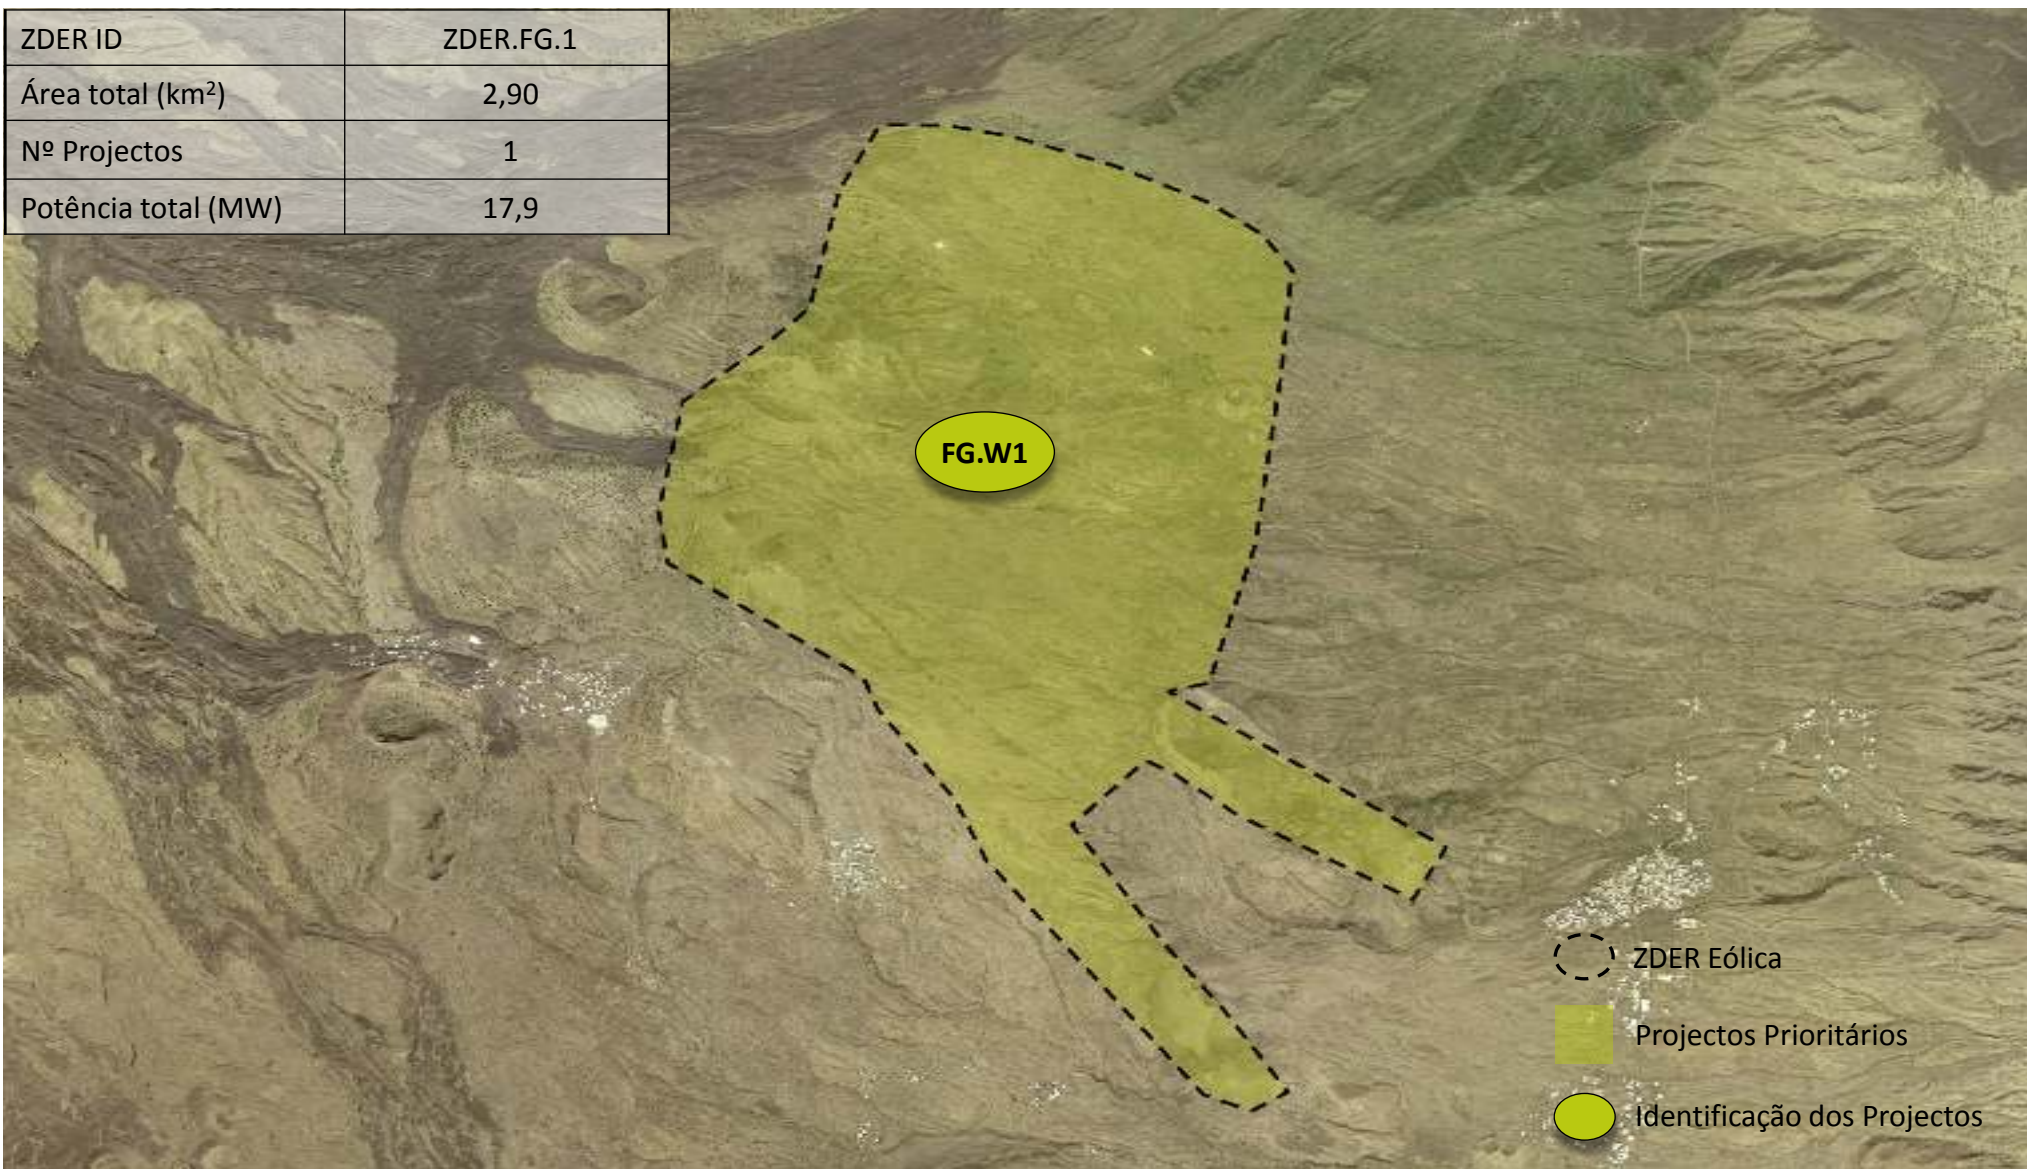 ZDER ID ZDER.FG.1
Área total (km²) 2,90
Nº Projectos 1
Potência total (MW) 17,9
FG.W1
ZDER Eólica
Projectos Prioritários
Identificação dos Projectos